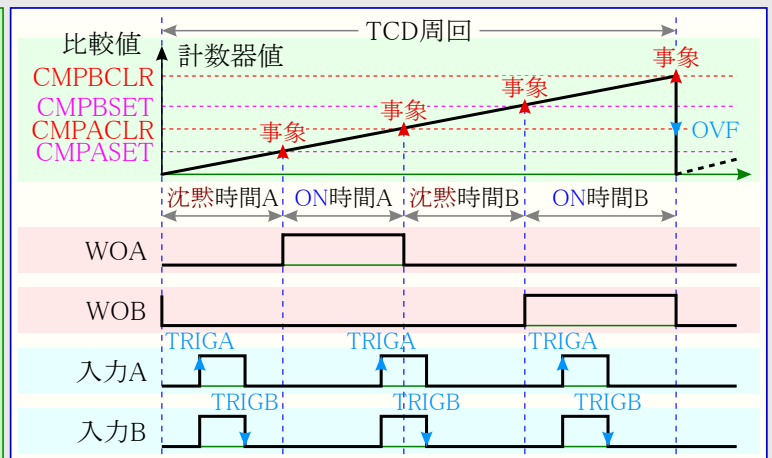 TCD周回
比較値
計数器値
事象
CMPBCLR
CMPBSET
事象
事象
CMPACLR
OVF
事象
CMPASET
沈黙時間A
ON時間A
沈黙時間B
ON時間B
WOA
WOB
TRIGA
TRIGA
TRIGA
入力A
TRIGB
TRIGB
TRIGB
入力B